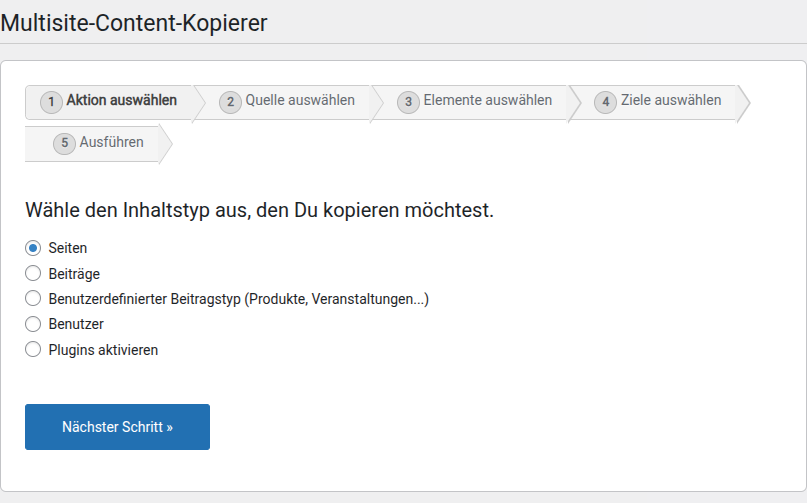 Multisite-Content-Kopierer
1 Aktion auswählen 2 Quelle auswählen 3 Elemente auswählen 4 Ziele auswählen
5 Ausführen
Wähle den Inhaltstyp aus, den Du kopieren möchtest.
Seiten
Beiträge
Benutzerdefinierter Beitragstyp (Produkte, Veranstaltungen...)
Benutzer
Plugins aktivieren
Nächster Schritt »